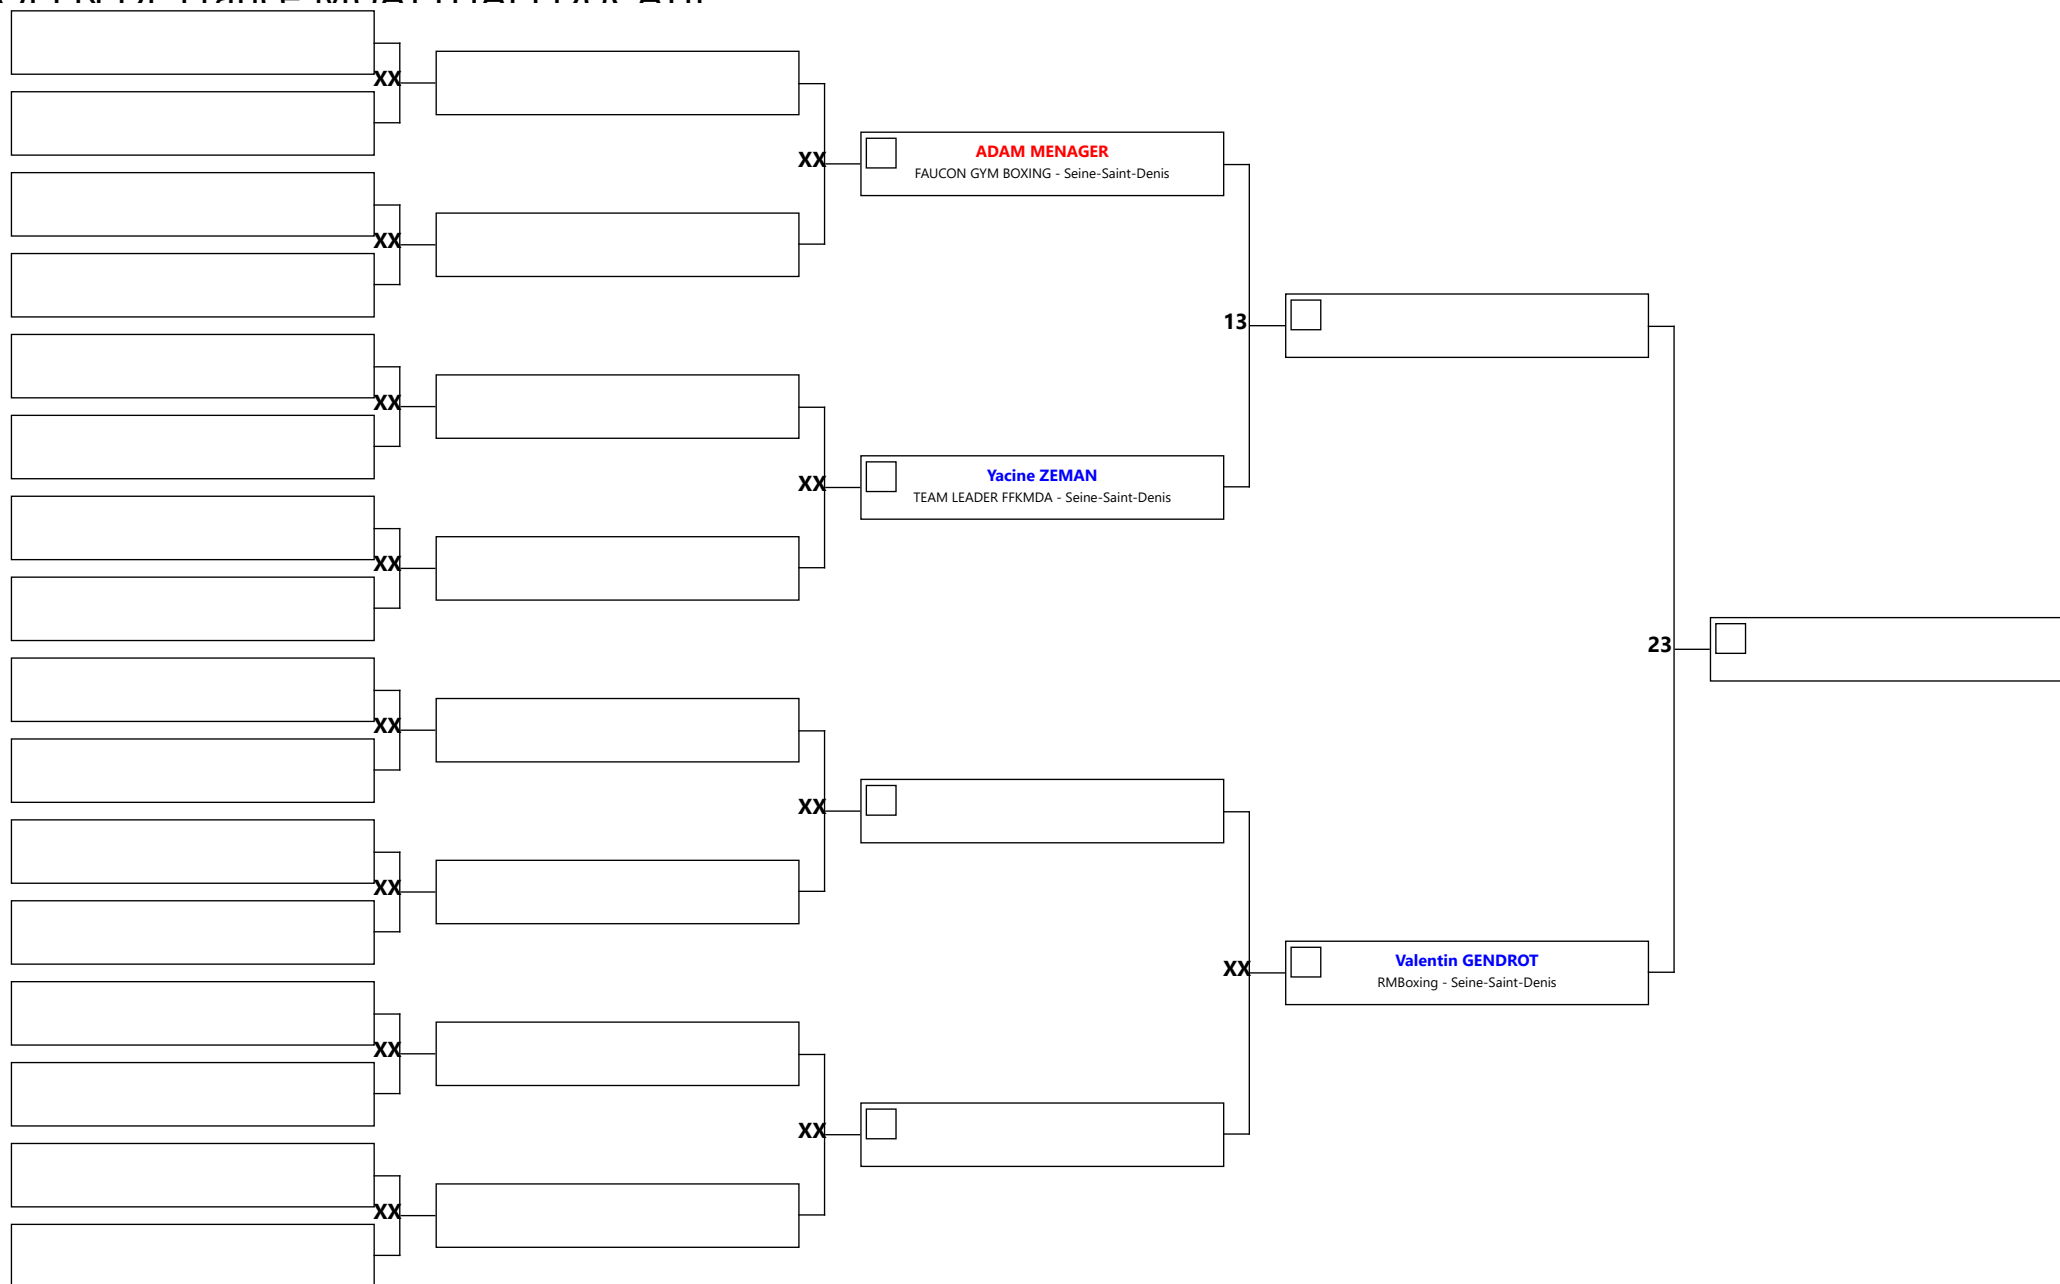 XX
XX
ADAM MENAGER
FAUCON GYM BOXING - Seine-Saint-Denis
XX
13
XX
XX
Yacine ZEMAN
TEAM LEADER FFKMDA - Seine-Saint-Denis
XX
23
XX
XX
XX
XX
Valentin GENDROT
RMBoxing - Seine-Saint-Denis
XX
XX
XX